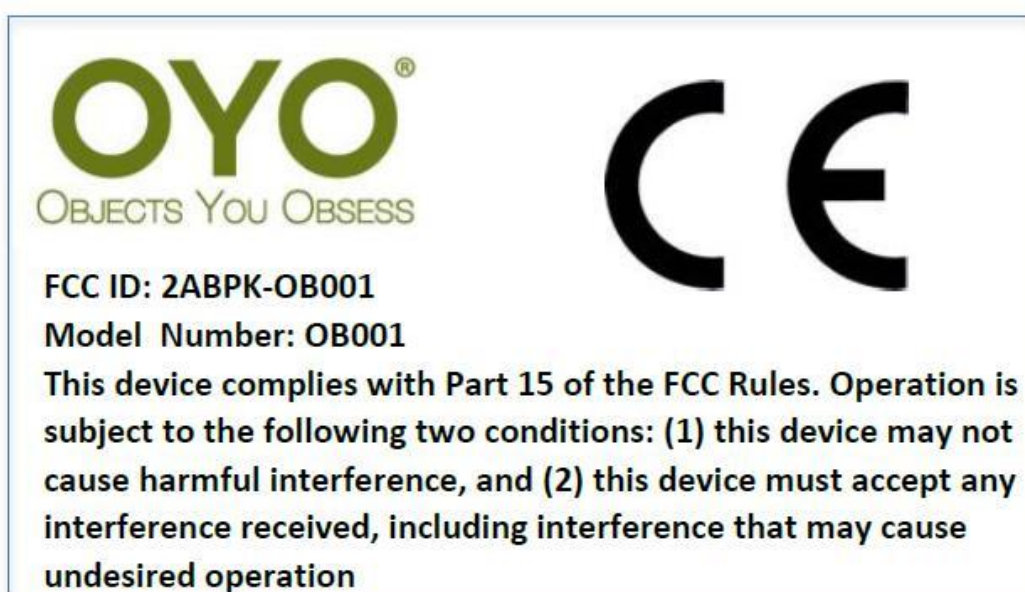 OYO®
OBJECTS YOU OBSESS
CE
FCC ID: 2ABPK-OB001
Model  Number: OB001
This device complies with Part 15 of the FCC Rules. Operation is
subject to the following two conditions: (1) this device may not
cause harmful interference, and (2) this device must accept any
interference received, including interference that may cause
undesired operation